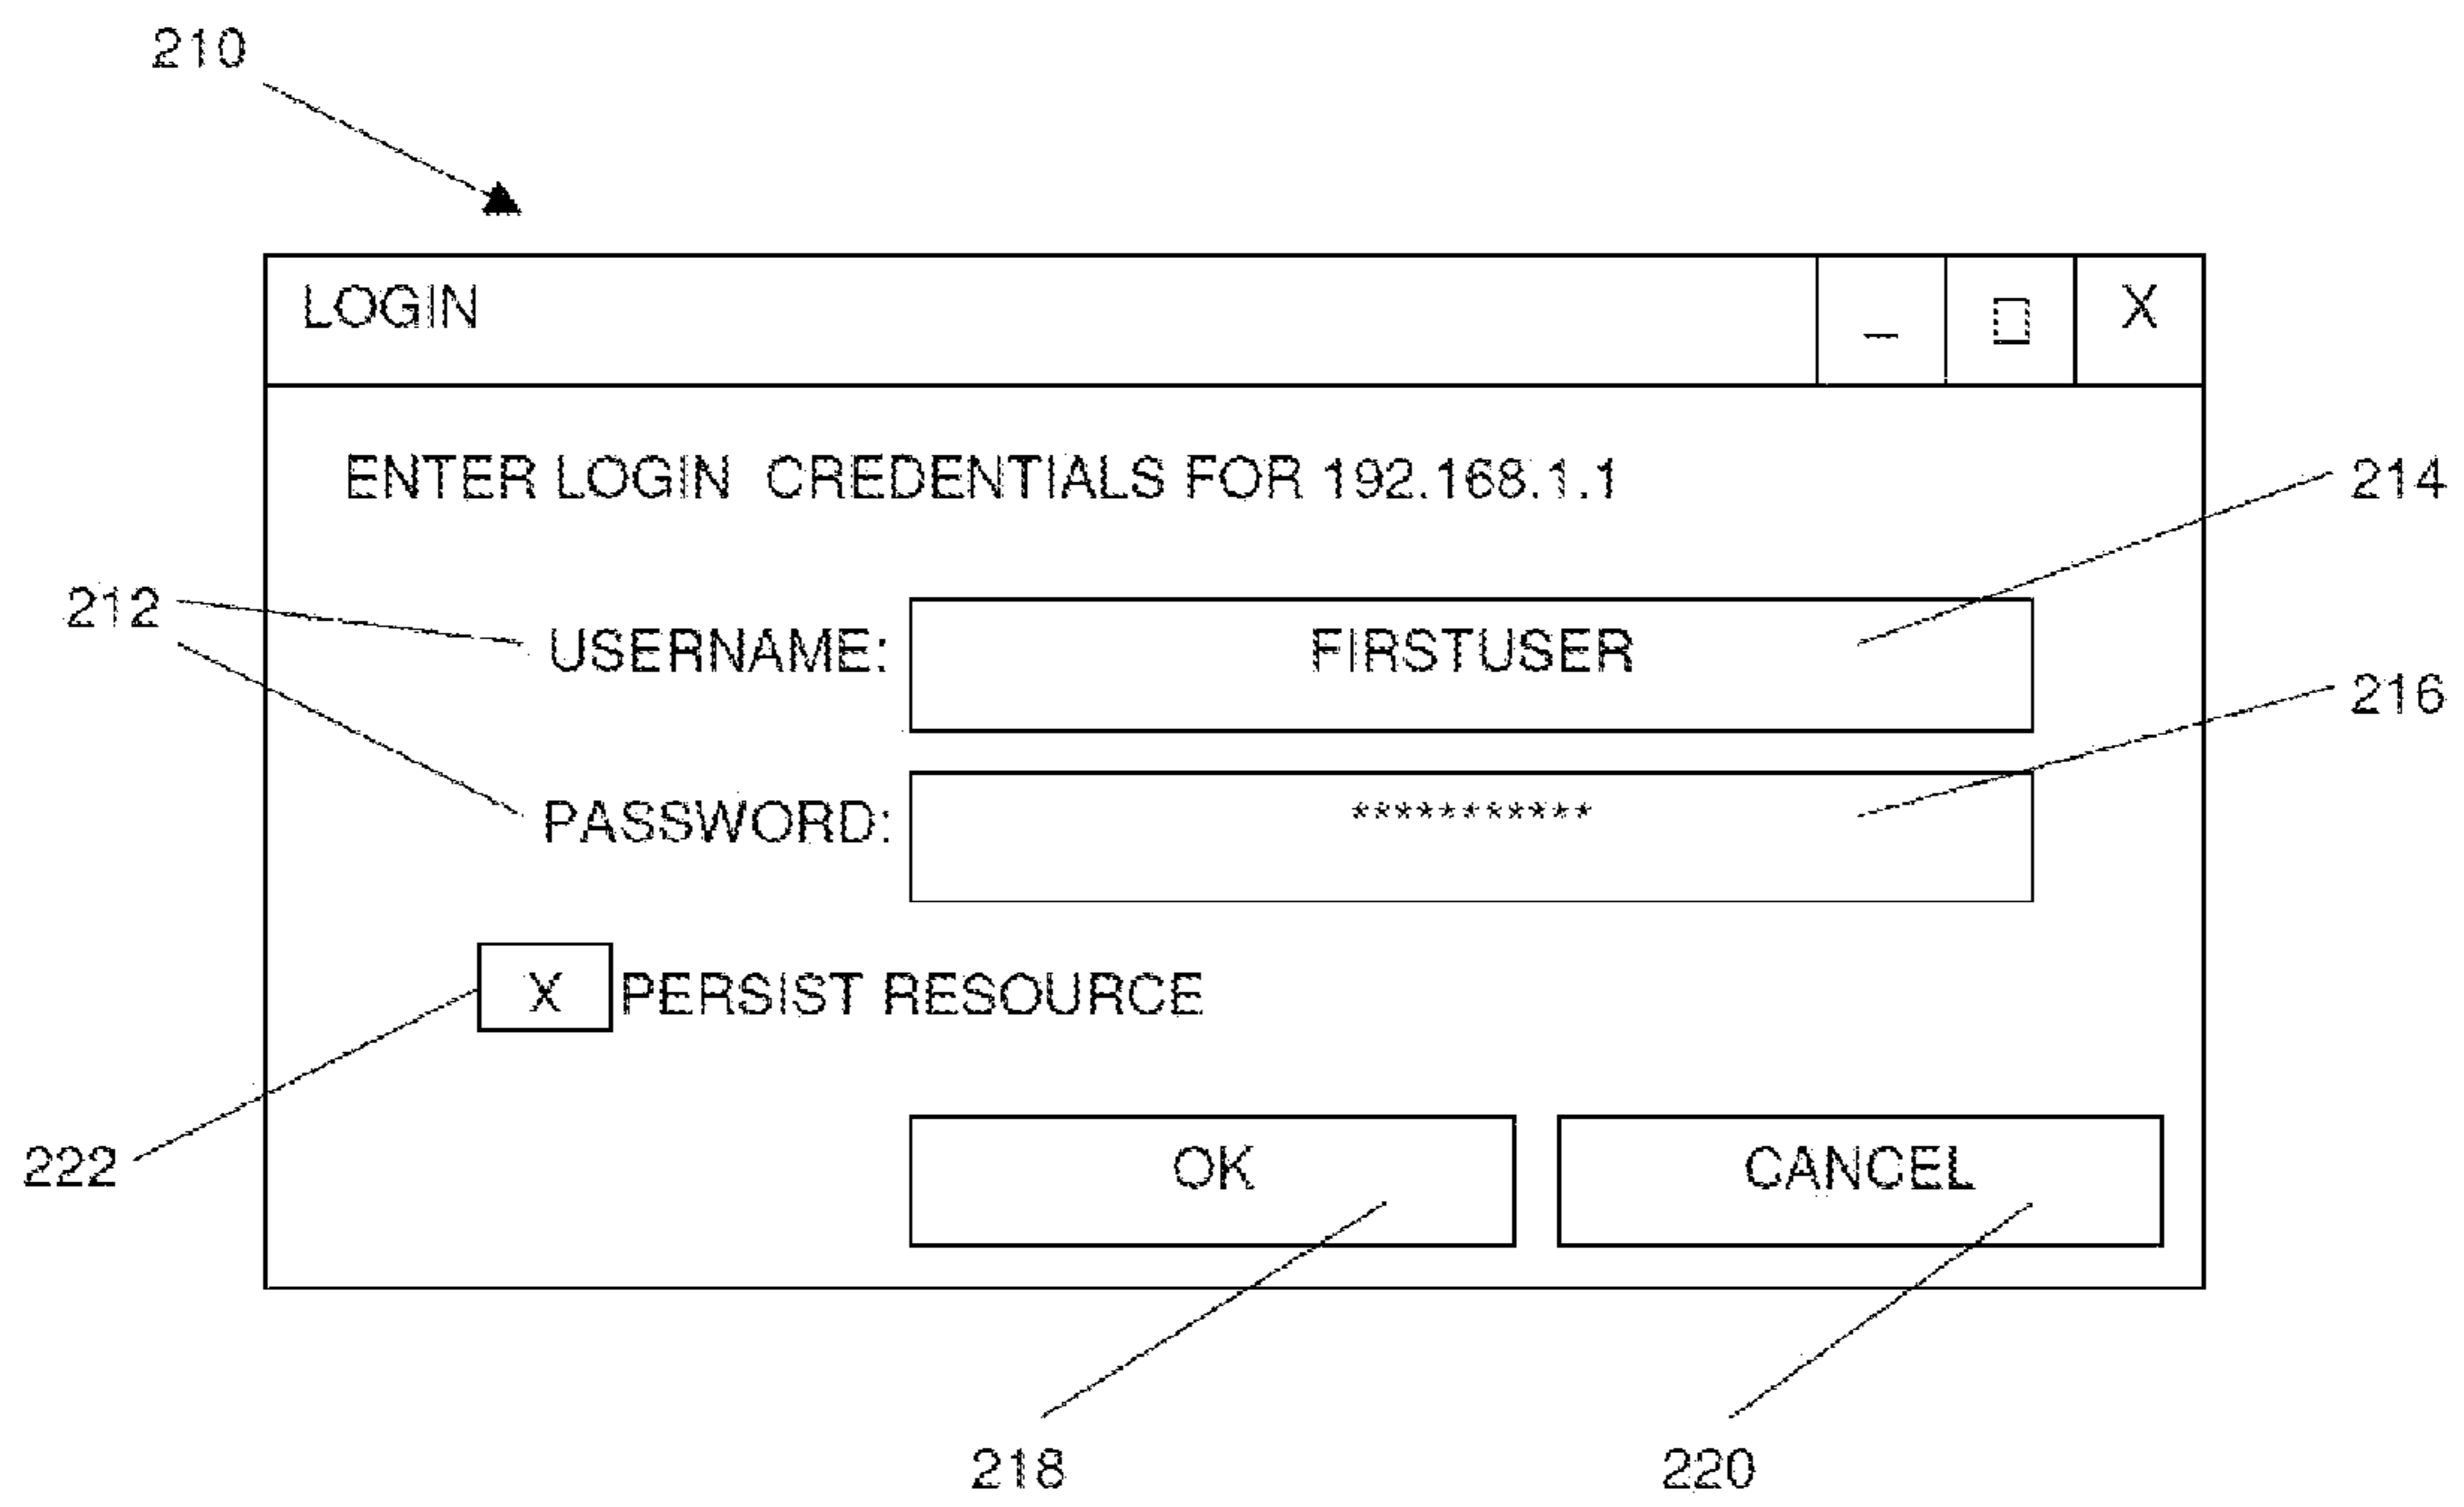 210
LOGIN _ □ X
ENTER LOGIN CREDENTIALS FOR 192.168.1.1
214
212
USERNAME: FIRSTUSER
216
PASSWORD: ***********
X PERSIST RESOURCE
222
OK CANCEL
218 220